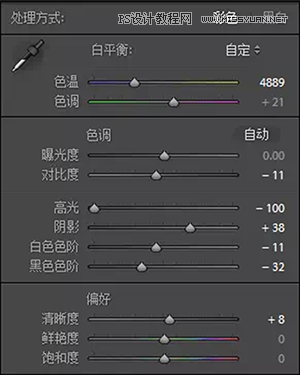 处理方式: 彩色 黑白
PS设计教程网
白平衡: 自定
色温 4889
色调 + 21
色调 自动
曝光度 0.00
对比度 － 11
高光 － 100
阴影 + 38
白色色阶 － 11
黑色色阶 － 32
偏好
清晰度 + 8
鲜艳度 0
饱和度 0